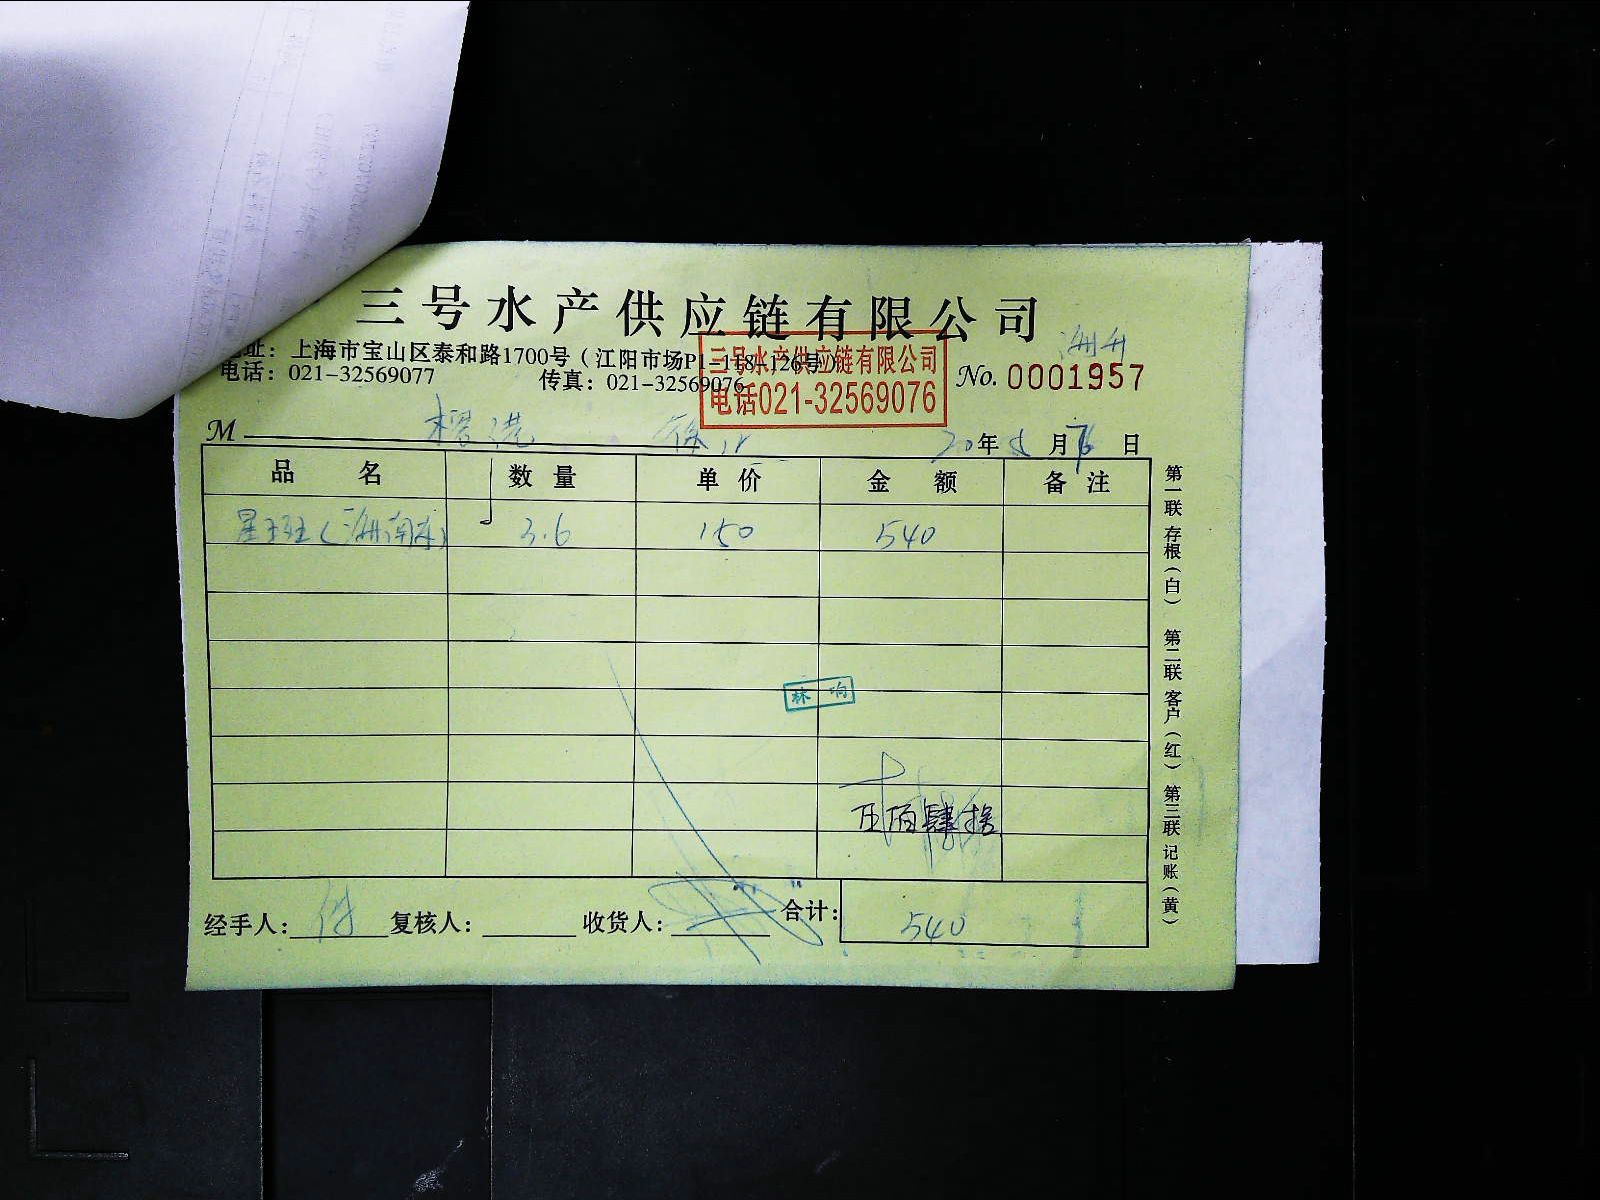 三号水产供应链有限公司
址：上海市宝山区泰和路1700号（江阳市场P1-118-126号）
电话：021-32569077 传真：021-32569076
三号水产供应链有限公司
电话021-32569076
No. 0001957
M 20年 月 日
品名 数量 单价 金额 备注
星斑( 3.6 150 540
林 响
伍佰肆拾
经手人： 复核人： 收货人： 合计： 540
第一联 存根（白） 第二联 客户（红） 第三联 记账（黄）